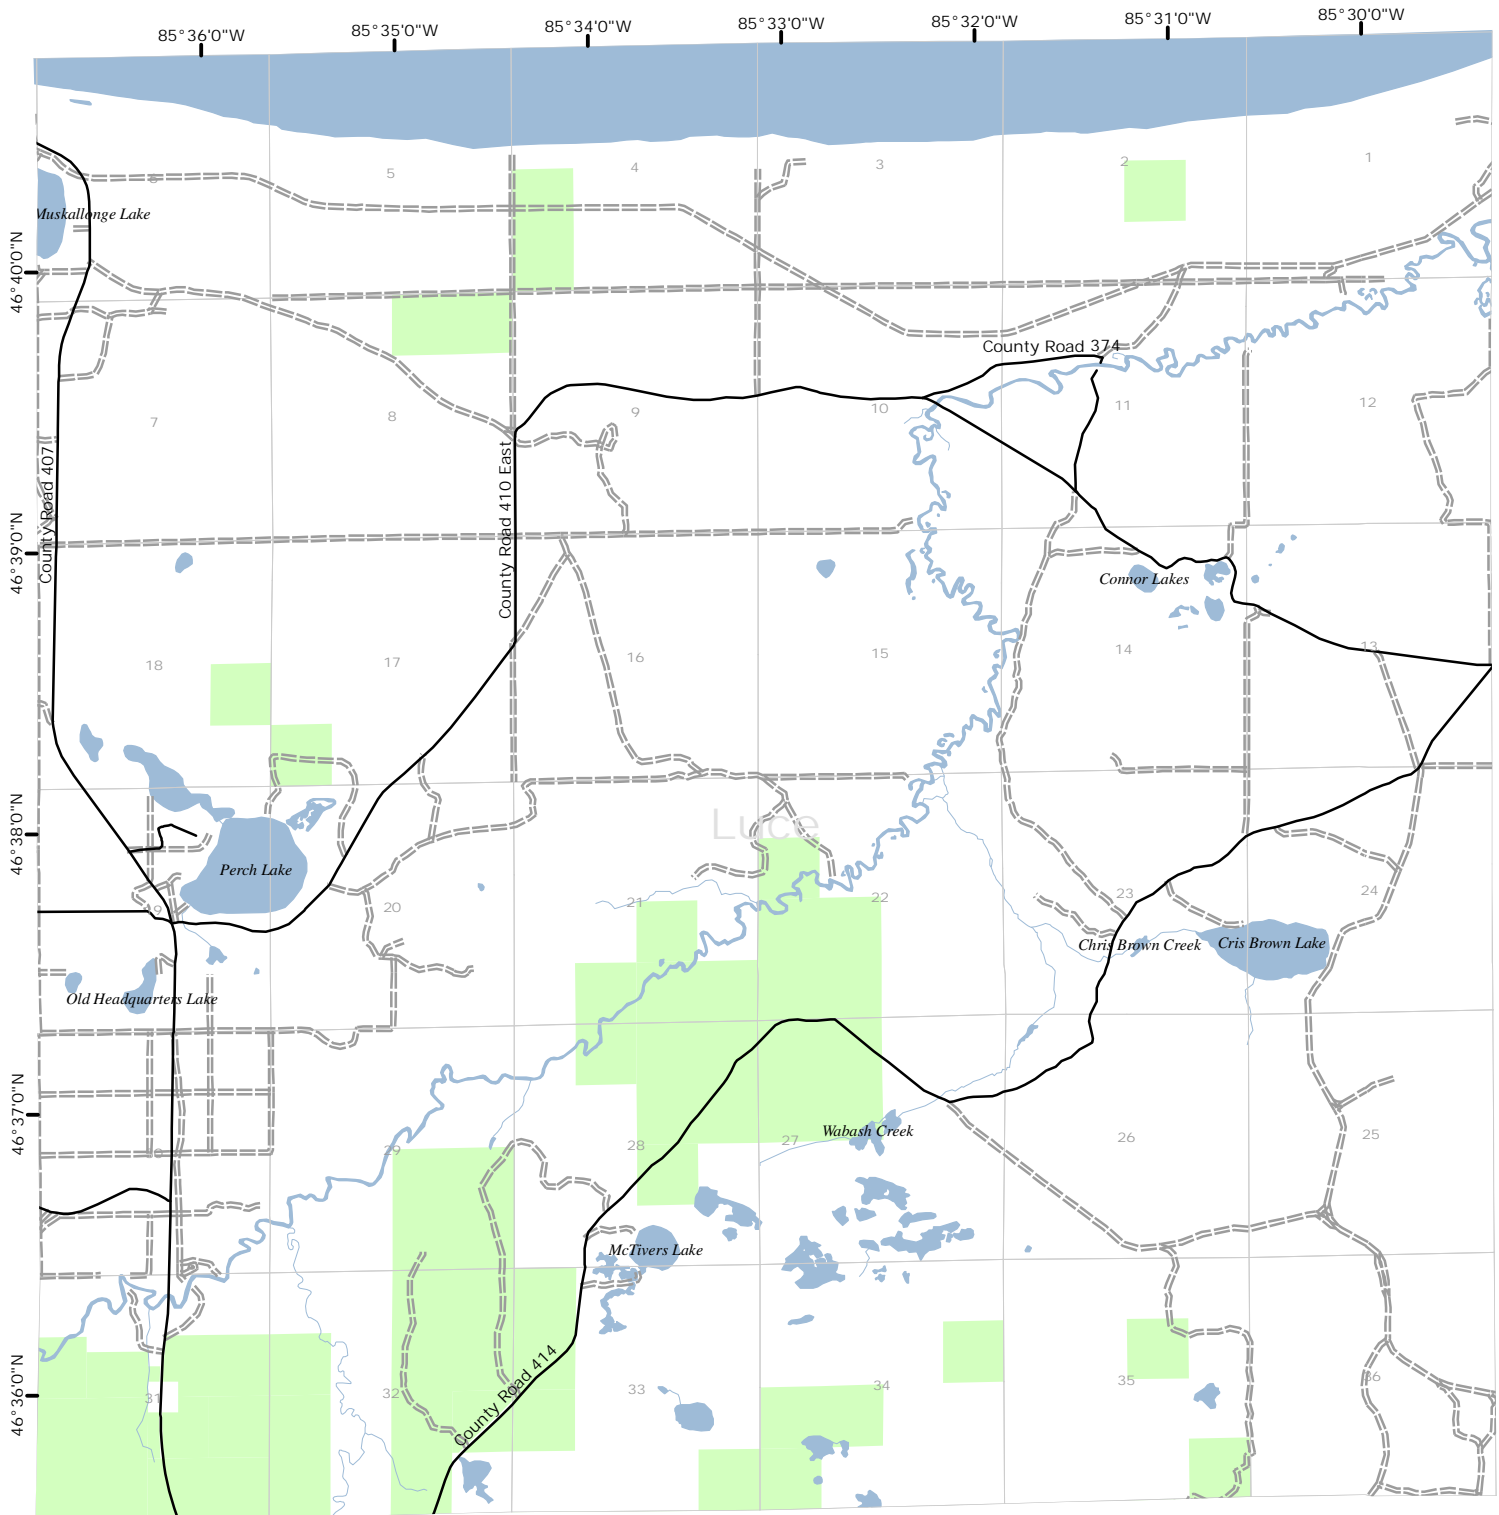 85°36'0"W
85°35'0"W
85°34'0"W
85°33'0"W
85°32'0"W
85°31'0"W
85°30'0"W
6
5
4
3
2
1
Muskallonge Lake
46°40'0"N
County Road 374
7
8
9
10
11
12
County Road 407
County Road 410 East
46°39'0"N
Connor Lakes
18
17
16
15
14
13
46°38'0"N
Luce
Perch Lake
19
20
21
22
23
24
Chris Brown Creek
Cris Brown Lake
Old Headquarters Lake
46°37'0"N
Wabash Creek
30
29
28
27
26
25
McTivers Lake
46°36'0"N
County Road 414
31
32
33
34
35
36